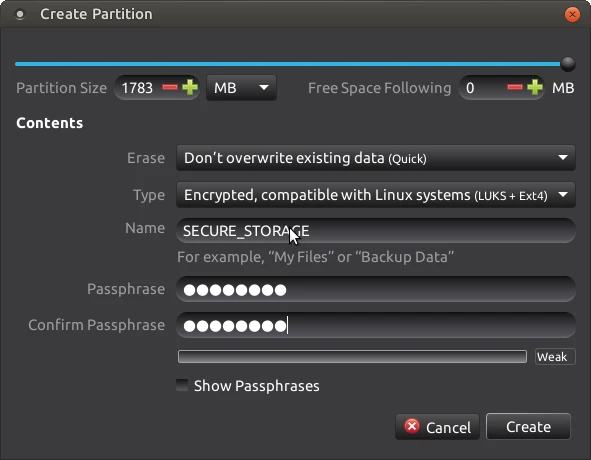 Create Partition
Partition Size 1783 MB Free Space Following 0 MB
Contents
Erase Don’t overwrite existing data (Quick)
Type Encrypted, compatible with Linux systems (LUKS + Ext4)
Name SECURE_STORAGE
For example, “My Files” or “Backup Data”
Passphrase ●●●●●●●●
Confirm Passphrase ●●●●●●●●
Weak
Show Passphrases
Cancel Create